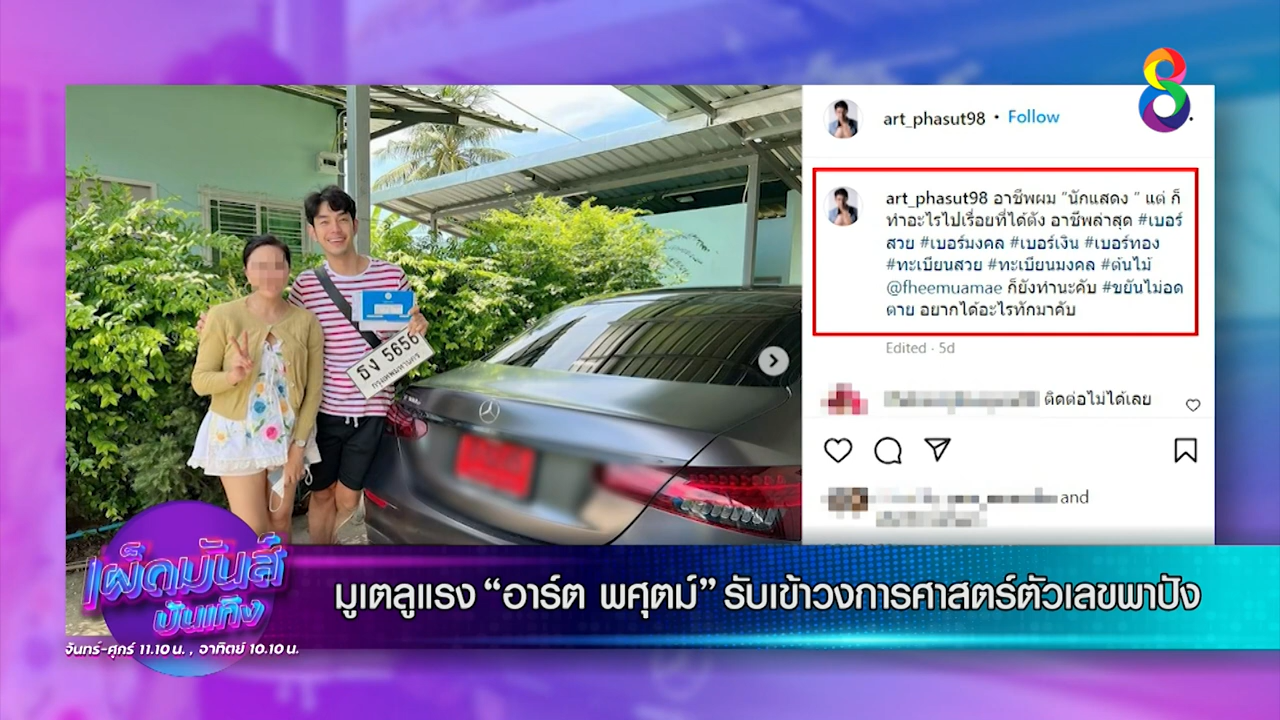 8
art_phasut98 • Follow
art_phasut98 อาชีพผม "นักแสดง " แต่ ก็
ทำอะไรไปเรื่อยที่ได้ตัง อาชีพล่าสุด #เบอร์
สวย #เบอร์มงคล #เบอร์เงิน #เบอร์ทอง
#ทะเบียนสวย #ทะเบียนมงคล #ต้นไม้
@fheemuamae ก็ยังทำนะคับ #ขยันไม่อด
ตาย อยากได้อะไรทักมาคับ
Edited · 5d
ติดต่อไม่ได้เลย
and
ธง 5656
กรุงเทพมหานคร
เผ็ดมันส์
บันเทิง
จันทร์-ศุกร์ 11.10 น. , อาทิตย์ 10.10 น.
มูเตลูแรง “อาร์ต พศุตม์” รับเข้าวงการศาสตร์ตัวเลขพาปัง